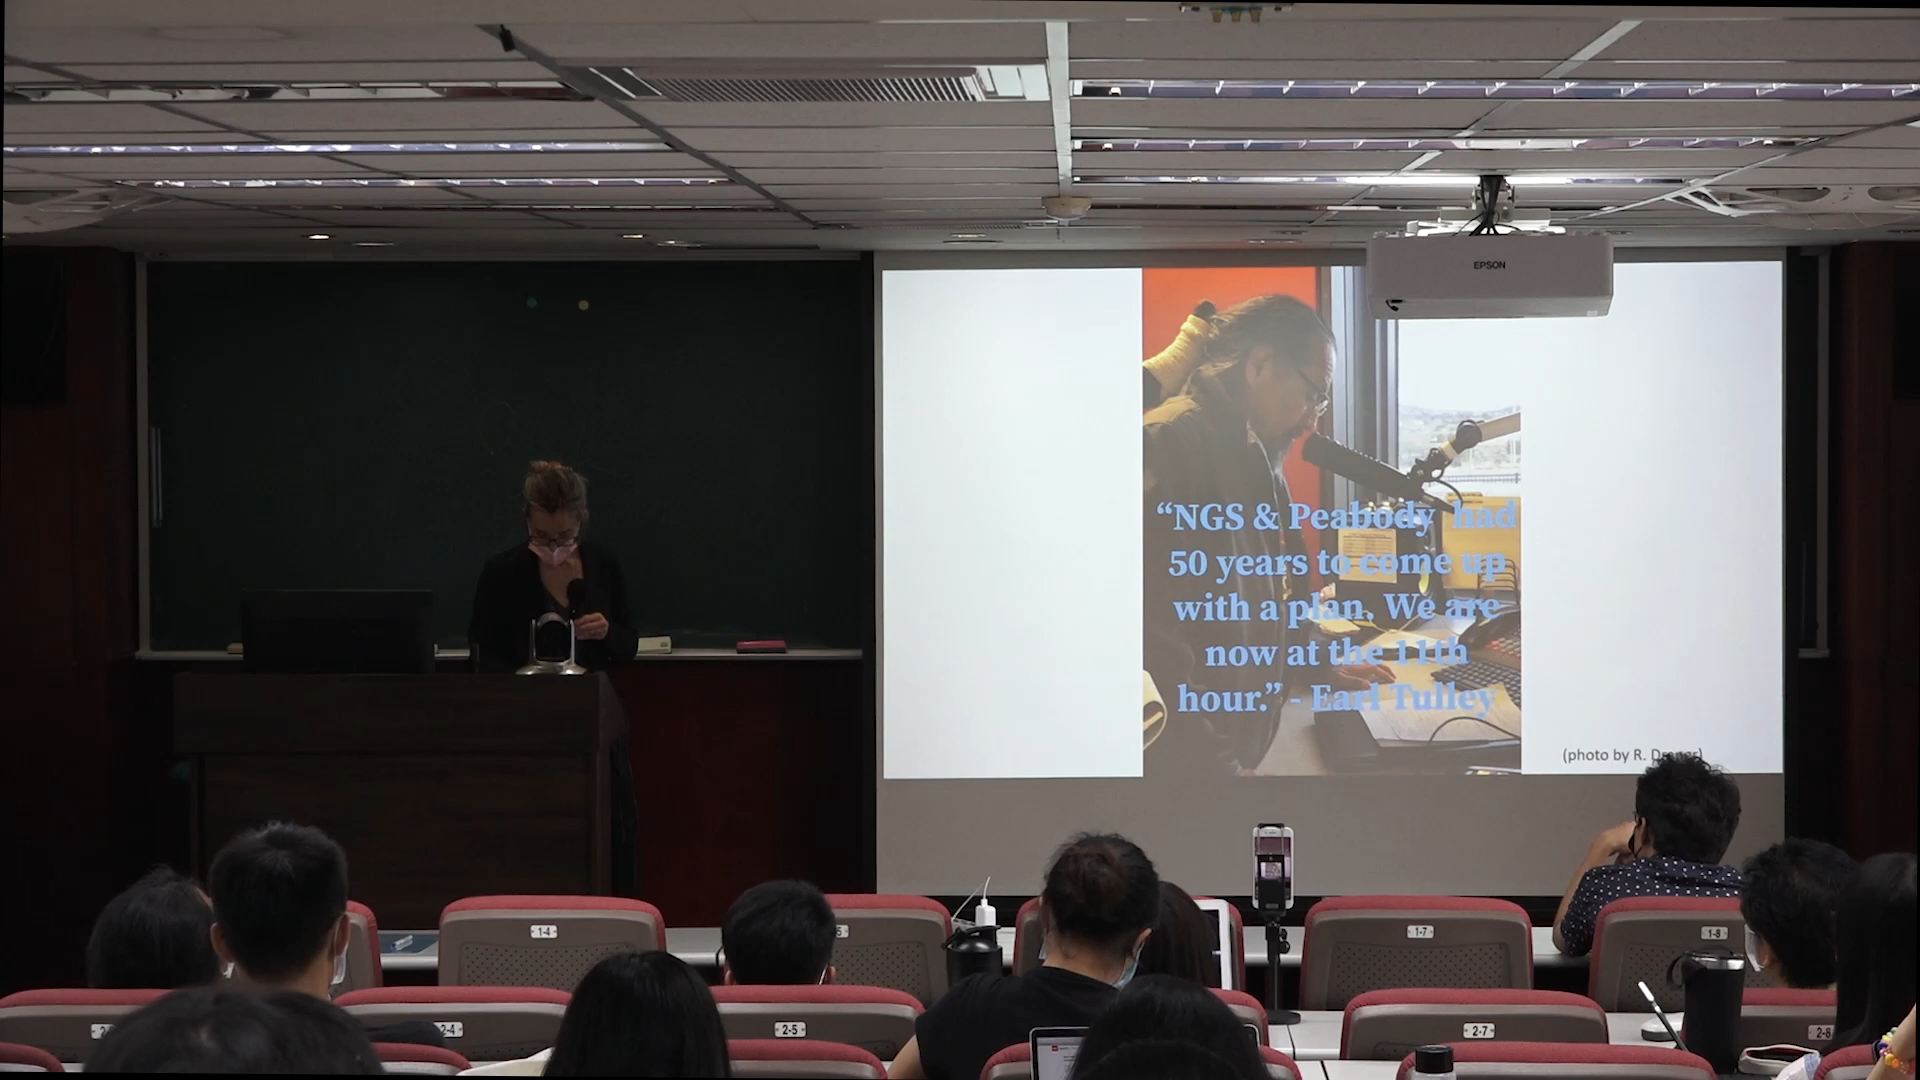 EPSON
“NGS & Peabody had
50 years to come up
with a plan. We are
now at the 11th
hour.” - Earl Tulley
(photo by R.
1-4
1-7
1-8
2-4
2-5
2-7
2-8